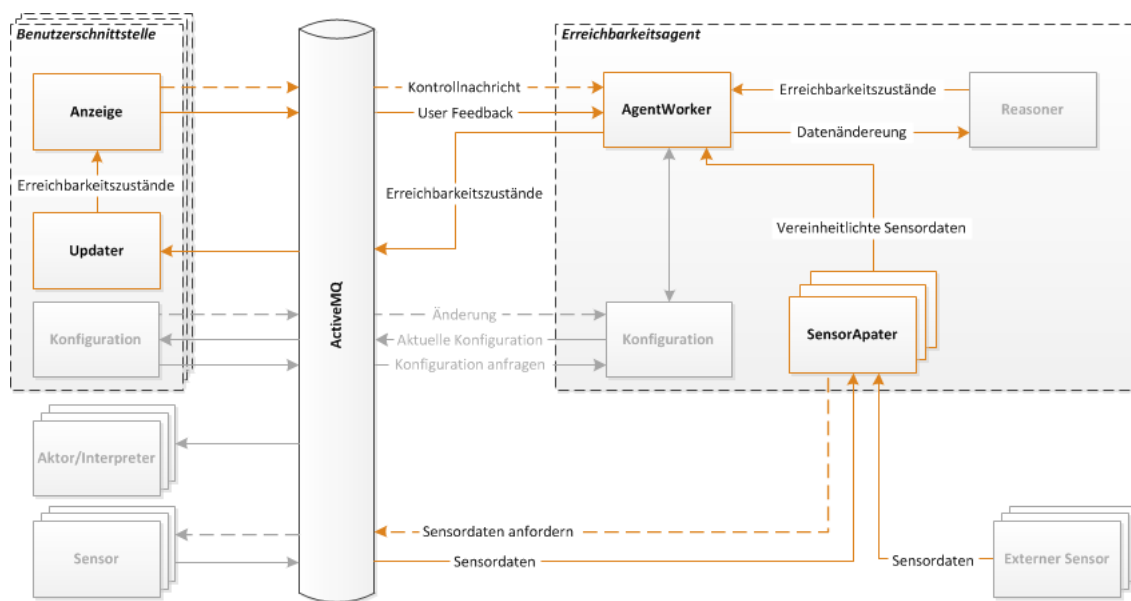 Benutzerschnittstelle
Anzeige
Erreichbarkeitszustände
Updater
Konfiguration
Aktor/Interpreter
Sensor
ActiveMQ
Kontrollnachricht
User Feedback
Erreichbarkeitszustände
Änderung
Aktuelle Konfiguration
Konfiguration anfragen
Sensordaten anfordern
Sensordaten
Erreichbarkeitsagent
AgentWorker
Erreichbarkeitszustände
Datenändereung
Reasoner
Vereinheitlichte Sensordaten
Konfiguration
SensorApater
Sensordaten
Externer Sensor